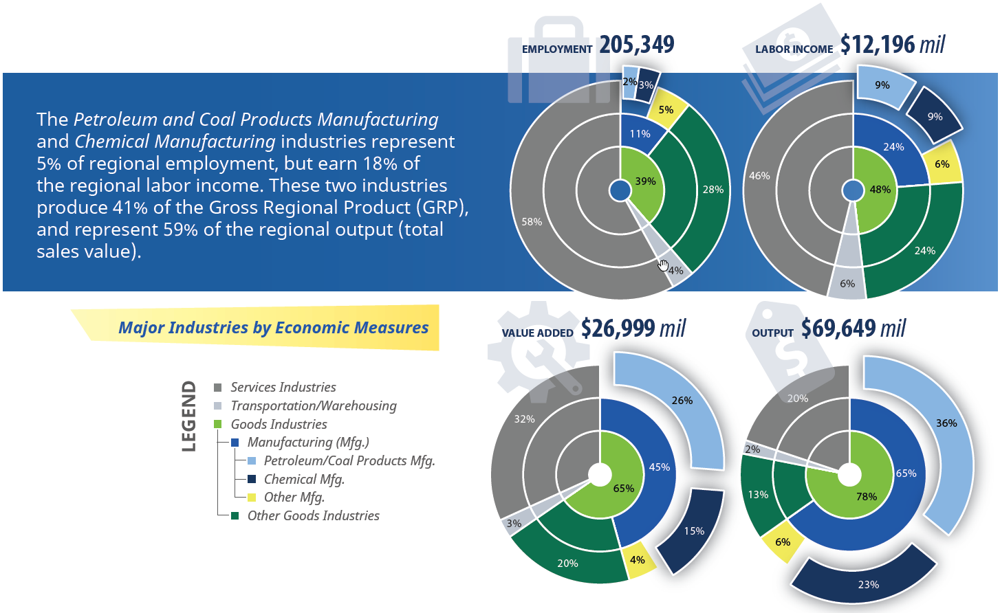 EMPLOYMENT 205,349
LABOR INCOME $12,196 mil
The Petroleum and Coal Products Manufacturing
and Chemical Manufacturing industries represent
5% of regional employment, but earn 18% of
the regional labor income. These two industries
produce 41% of the Gross Regional Product (GRP),
and represent 59% of the regional output (total
sales value).
2%
3%
5%
11%
39%
28%
58%
4%
9%
9%
24%
6%
46%
48%
24%
6%
Major Industries by Economic Measures
LEGEND
Services Industries
Transportation/Warehousing
Goods Industries
Manufacturing (Mfg.)
Petroleum/Coal Products Mfg.
Chemical Mfg.
Other Mfg.
Other Goods Industries
VALUE ADDED $26,999 mil
26%
32%
45%
65%
3%
15%
20%
4%
OUTPUT $69,649 mil
$
20%
36%
2%
65%
78%
13%
6%
23%